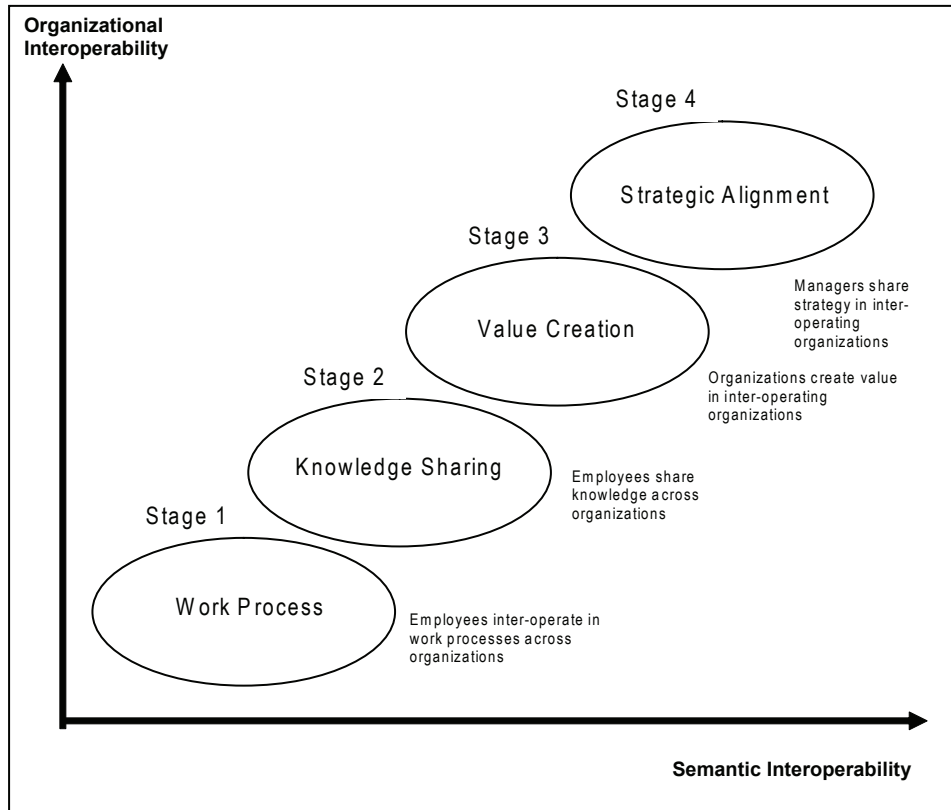 Organizational
Interoperability
Stage 4
Strategic Alignment
Managers share
strategy in inter-
operating
organizations
Stage 3
Value Creation
Organizations create value
in inter-operating
organizations
Stage 2
Knowledge Sharing
Employees share
knowledge across
organizations
Stage 1
Work Process
Employees inter-operate in
work processes across
organizations
Semantic Interoperability